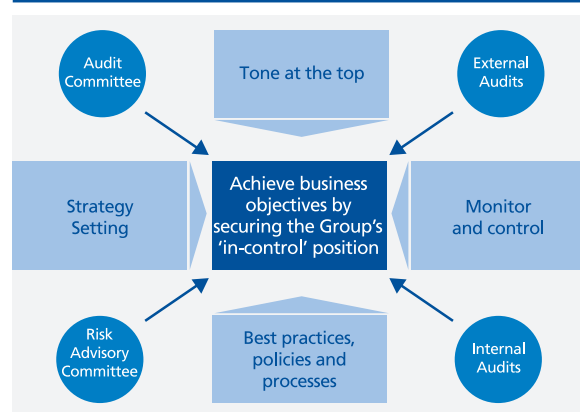 Audit
Committee
Tone at the top
External
Audits
Strategy
Setting
Achieve business
objectives by
securing the Group's
'in-control' position
Monitor
and control
Risk
Advisory
Committee
Best practices,
policies and
processes
Internal
Audits